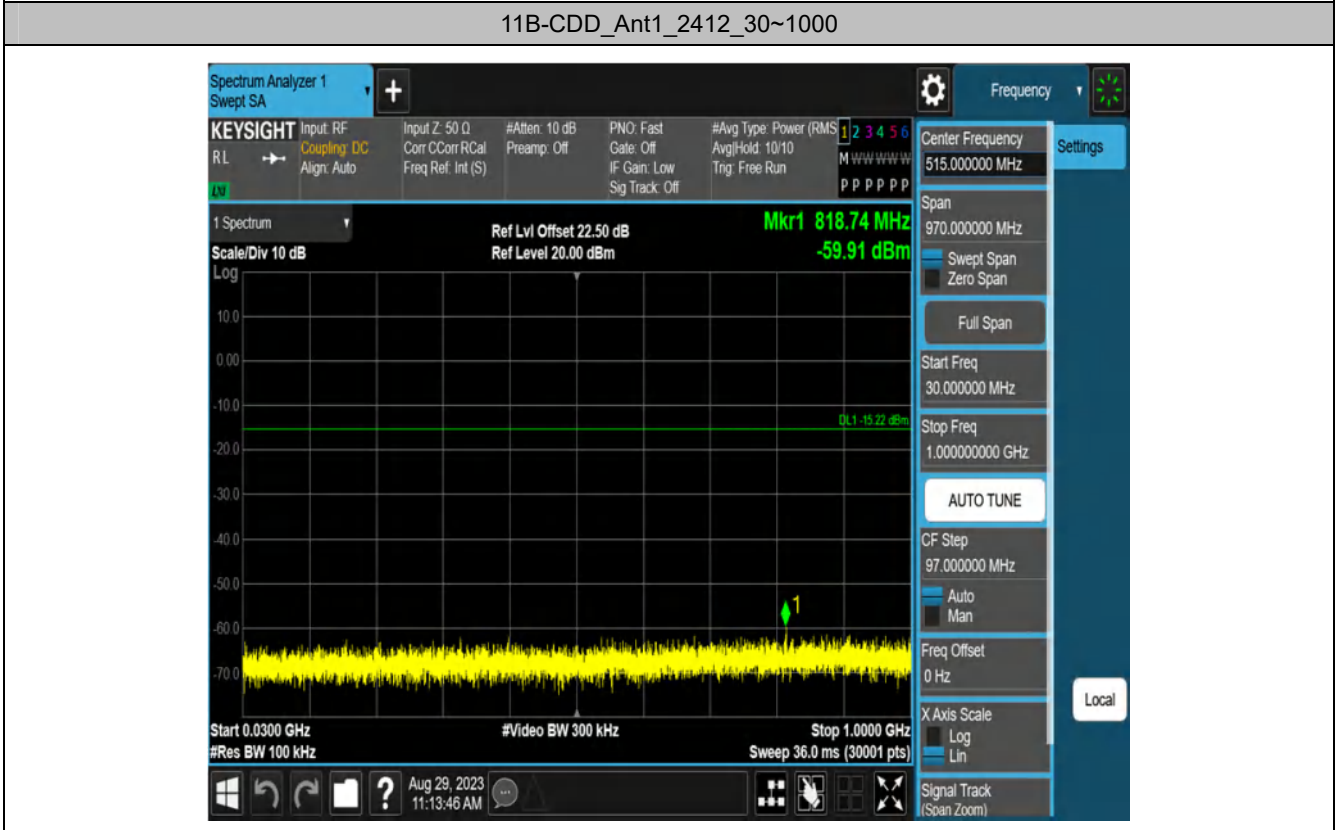 11B-CDD_Ant1_2412_30~1000
Spectrum Analyzer 1
Swept SA
+
Frequency
KEYSIGHT
RL
LXI
Input: RF
Coupling: DC
Align: Auto
Input Z: 50 Ω
Corr CCorr RCal
Freq Ref: Int (S)
#Atten: 10 dB
Preamp: Off
PNO: Fast
Gate: Off
IF Gain: Low
Sig Track: Off
#Avg Type: Power (RMS
Avg|Hold: 10/10
Trig: Free Run
1 2 3 4 5 6
M W W W W W
P P P P P P
1 Spectrum
Scale/Div 10 dB
Ref Lvl Offset 22.50 dB
Ref Level 20.00 dBm
Mkr1 818.74 MHz
-59.91 dBm
Log
10.0
0.00
-10.0
DL1 -15.22 dBm
-20.0
-30.0
-40.0
-50.0
1
-60.0
-70.0
Start 0.0300 GHz
#Res BW 100 kHz
#Video BW 300 kHz
Stop 1.0000 GHz
Sweep 36.0 ms (30001 pts)
Center Frequency
515.000000 MHz
Settings
Span
970.000000 MHz
Swept Span
Zero Span
Full Span
Start Freq
30.000000 MHz
Stop Freq
1.000000000 GHz
AUTO TUNE
CF Step
97.000000 MHz
Auto
Man
Freq Offset
0 Hz
Local
X Axis Scale
Log
Lin
Signal Track
(Span Zoom)
?
Aug 29, 2023
11:13:46 AM